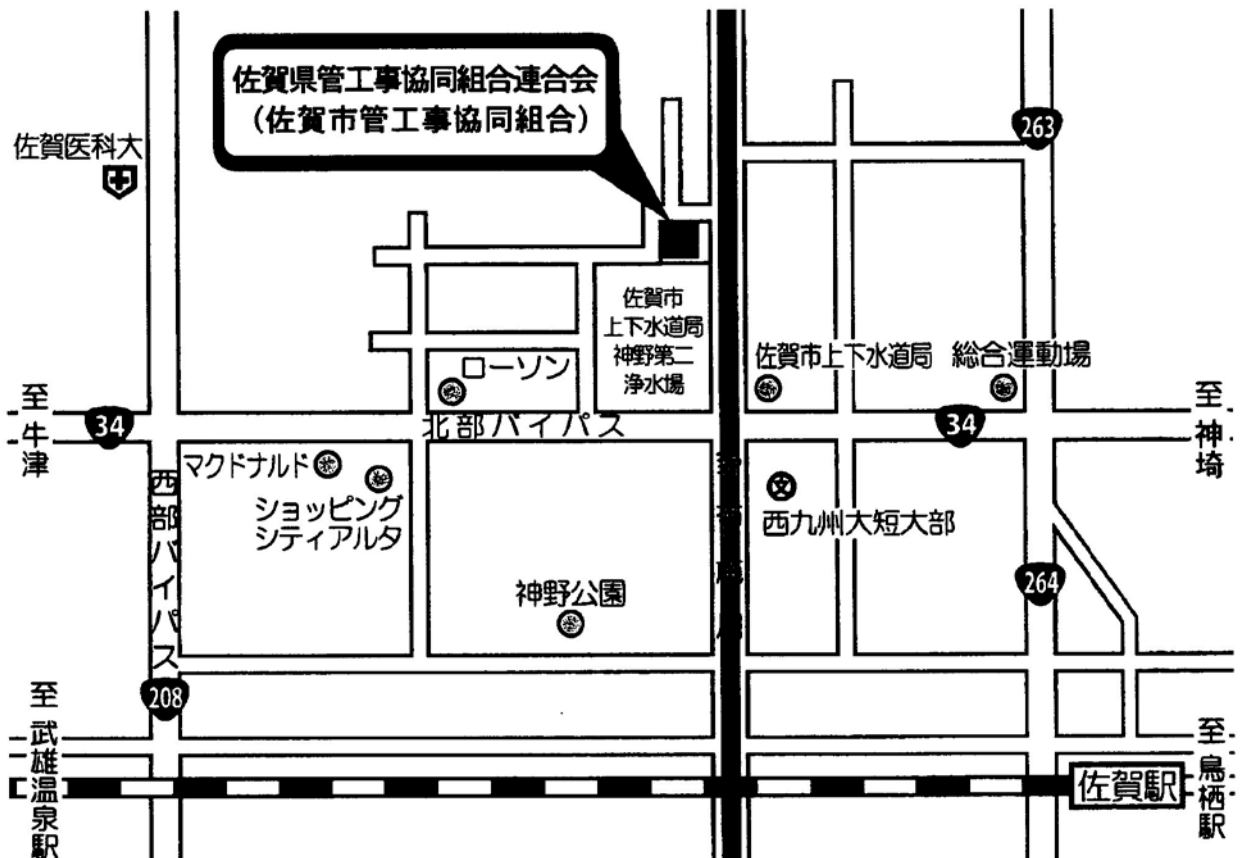 佐賀県管工事協同組合連合会
(佐賀市管工事協同組合)
263
佐賀医科大
佐賀市
上下水道局
神野第二
浄水場
佐賀市上下水道局
総合運動場
ローソン
至牛津
34
北部バイパス
34
至神埼
マクドナルド
ショッピング
シティアルタ
西部バイパス
西九州大短大部
264
神野公園
208
至武雄温泉駅
佐賀駅
至鳥栖駅